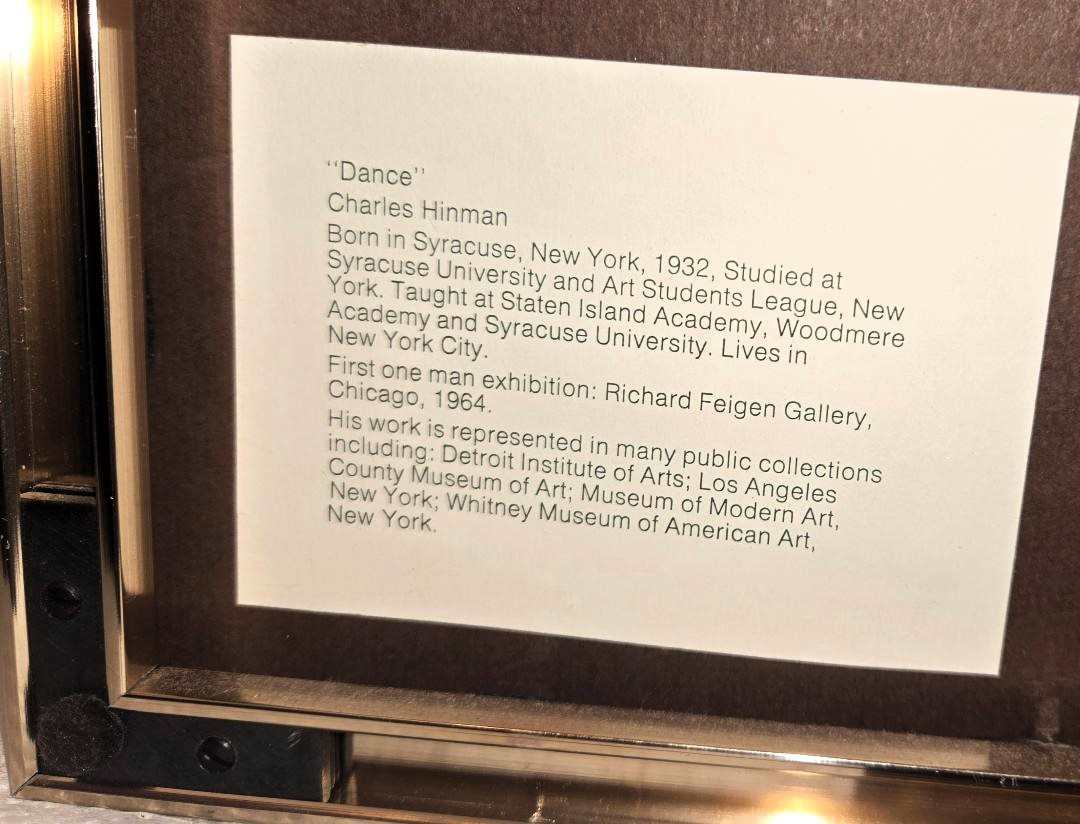 “Dance”
Charles Hinman
Born in Syracuse, New York, 1932, Studied at
Syracuse University and Art Students League, New
York. Taught at Staten Island Academy, Woodmere
Academy and Syracuse University. Lives in
New York City.
First one man exhibition: Richard Feigen Gallery,
Chicago, 1964.
His work is represented in many public collections
including: Detroit Institute of Arts; Los Angeles
County Museum of Art; Museum of Modern Art,
New York; Whitney Museum of American Art,
New York.